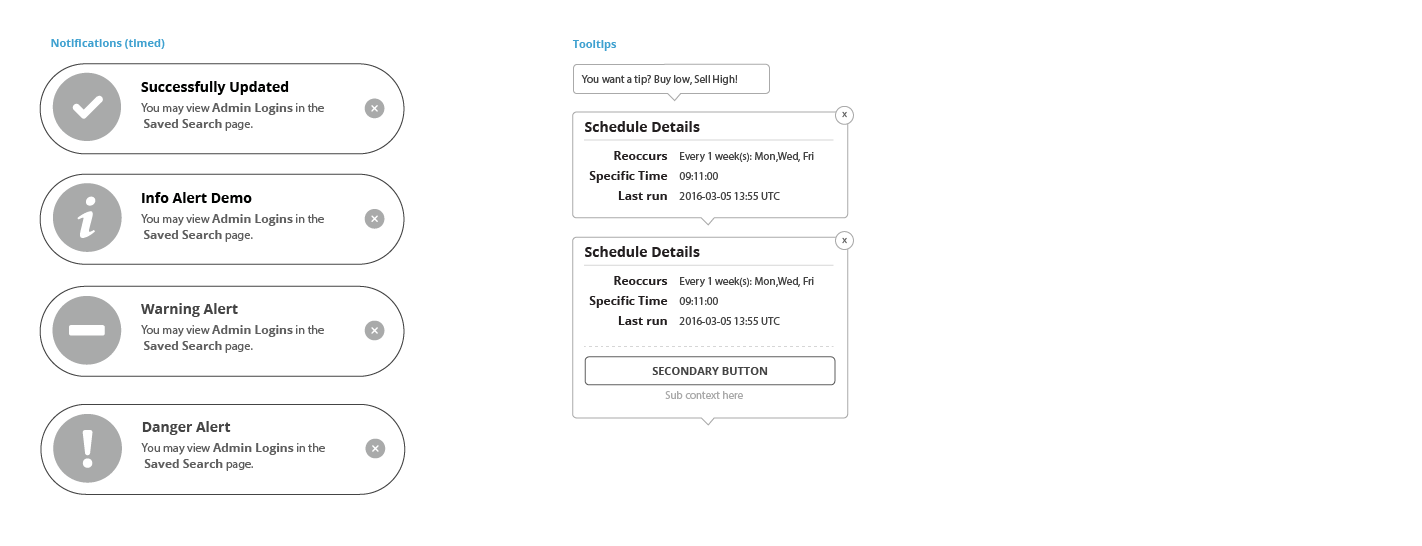 Notifications (timed)
Successfully Updated
You may view Admin Logins in the
Saved Search page.
Info Alert Demo
You may view Admin Logins in the
Saved Search page.
Warning Alert
You may view Admin Logins in the
Saved Search page.
Danger Alert
You may view Admin Logins in the
Saved Search page.
Tooltips
You want a tip? Buy low, Sell High!
x
Schedule Details
Reoccurs Every 1 week(s): Mon,Wed, Fri
Specific Time 09:11:00
Last run 2016-03-05 13:55 UTC
x
Schedule Details
Reoccurs Every 1 week(s): Mon,Wed, Fri
Specific Time 09:11:00
Last run 2016-03-05 13:55 UTC
SECONDARY BUTTON
Sub context here